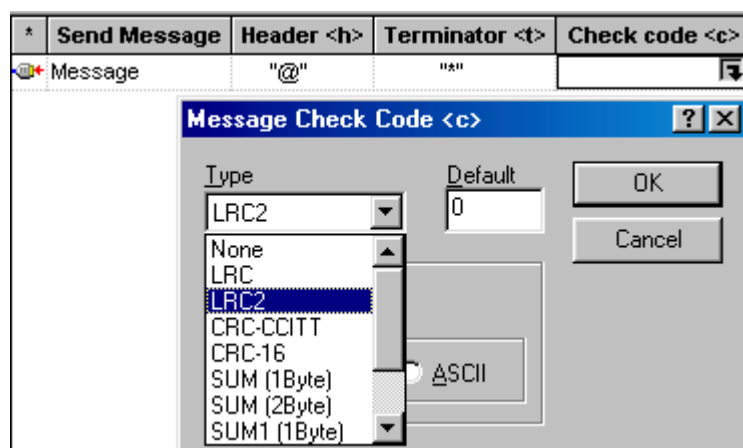 * Send Message Header <h> Terminator <t> Check code <c>
Message "@" "*"
Message Check Code <c> ? ×
Type Default
LRC2 0 OK
None Cancel
LRC
LRC2
CRC-CCITT
CRC-16
SUM (1Byte) ASCII
SUM (2Byte)
SUM1 (1Byte)